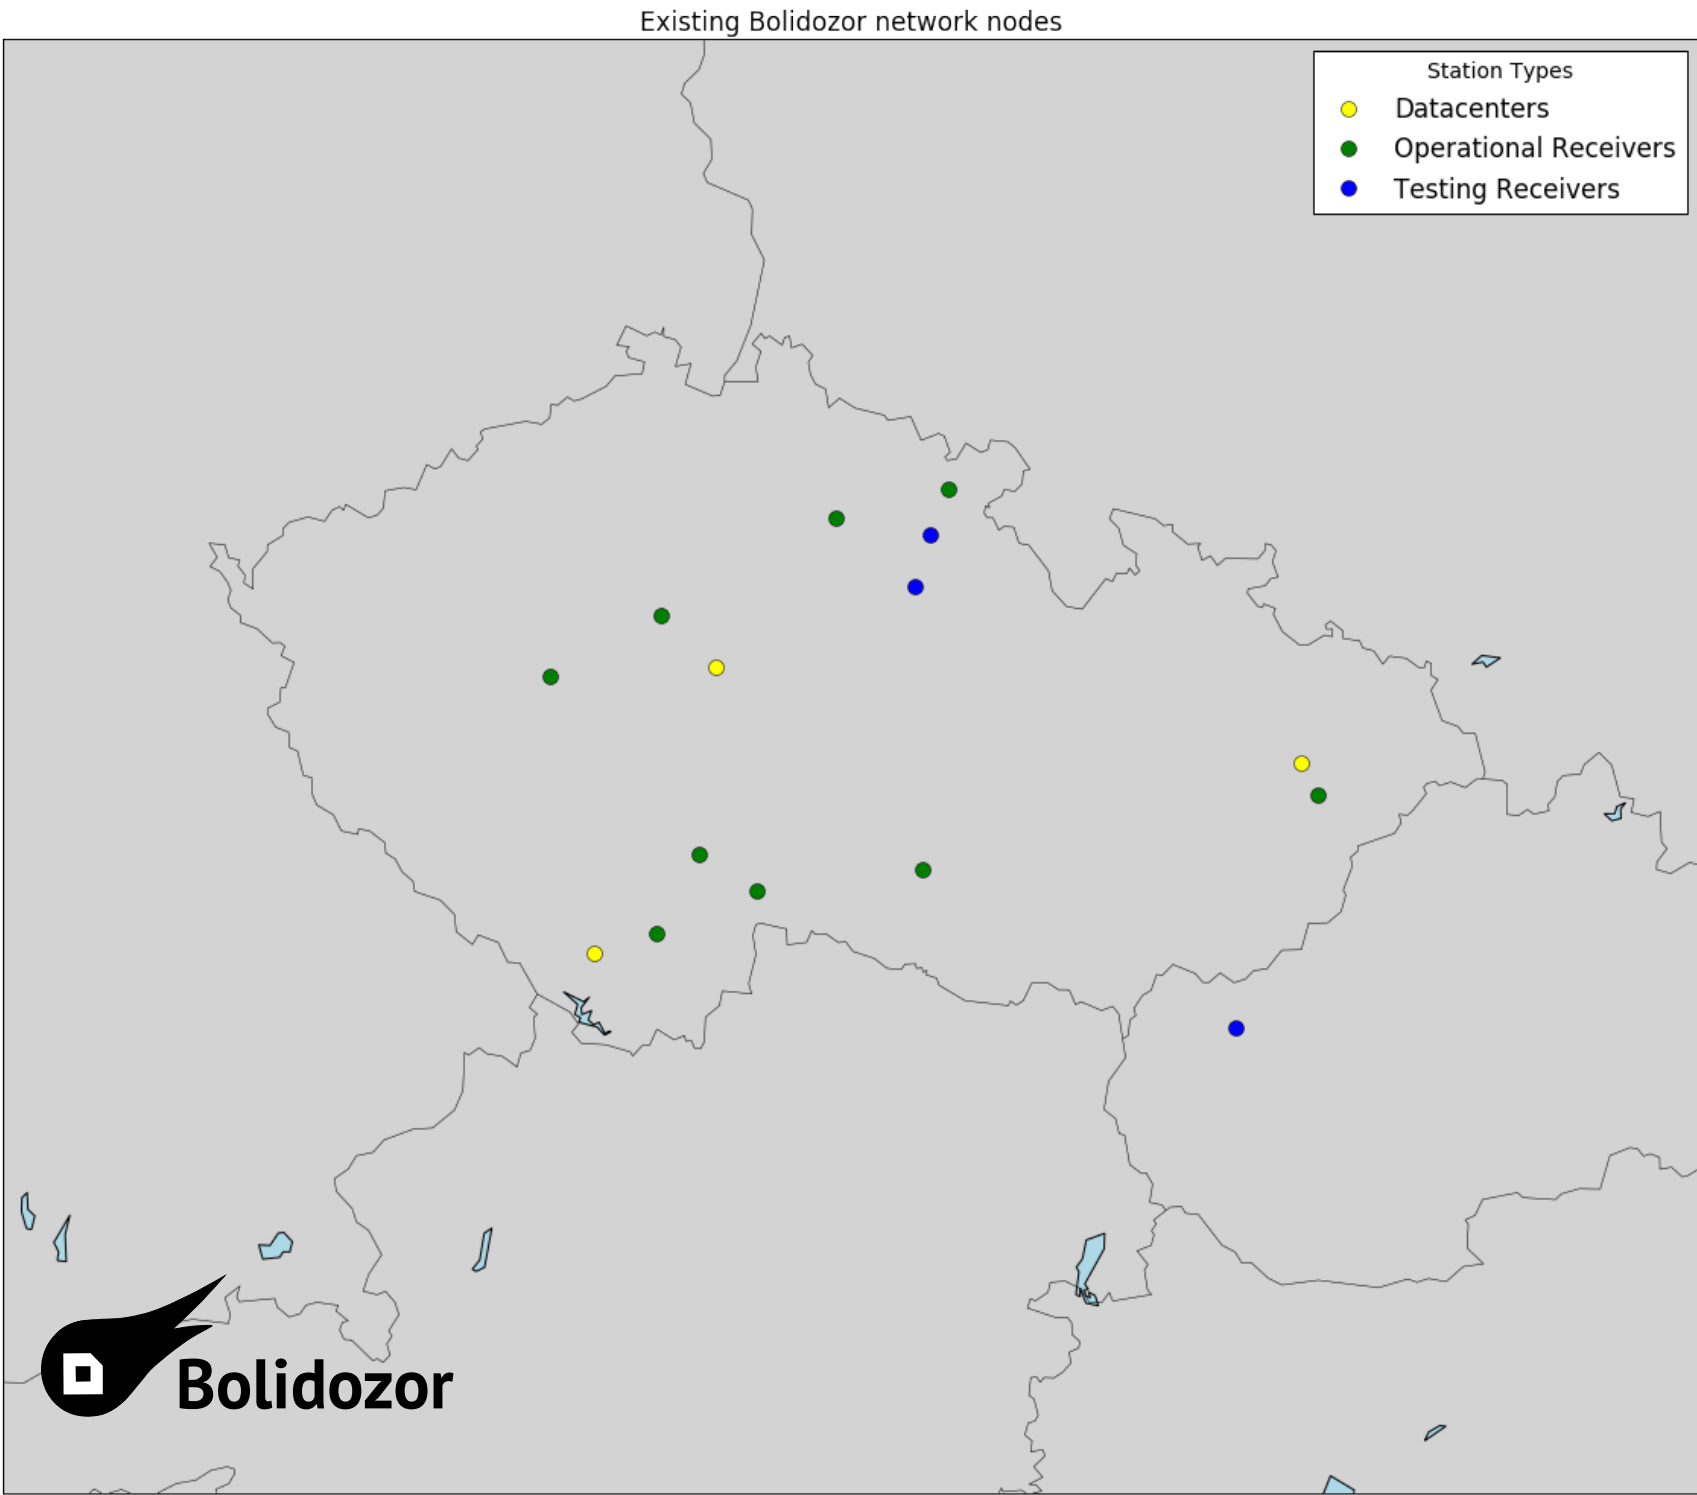 Existing Bolidozor network nodes
Station Types
Datacenters
Operational Receivers
Testing Receivers
Bolidozor